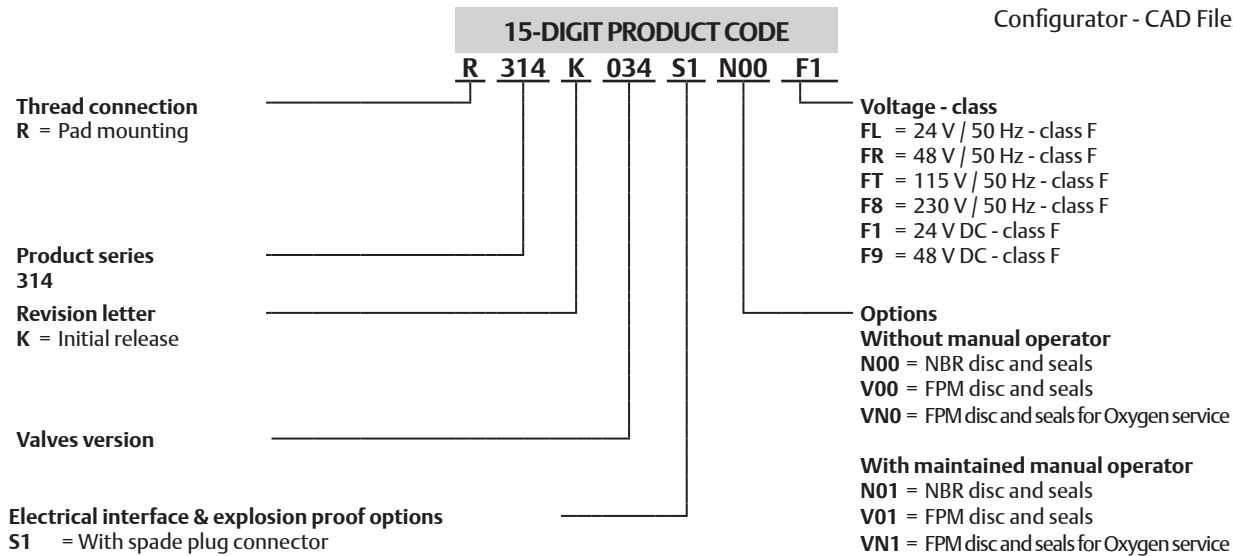 Configurator - CAD File
15-DIGIT PRODUCT CODE
R 314 K 034 S1 N00 F1
Thread connection
R = Pad mounting
Product series
314
Revision letter
K = Initial release
Valves version
Electrical interface & explosion proof options
S1 = With spade plug connector
Voltage - class
FL = 24 V / 50 Hz - class F
FR = 48 V / 50 Hz - class F
FT = 115 V / 50 Hz - class F
F8 = 230 V / 50 Hz - class F
F1 = 24 V DC - class F
F9 = 48 V DC - class F
Options
Without manual operator
N00 = NBR disc and seals
V00 = FPM disc and seals
VN0 = FPM disc and seals for Oxygen service
With maintained manual operator
N01 = NBR disc and seals
V01 = FPM disc and seals
VN1 = FPM disc and seals for Oxygen service